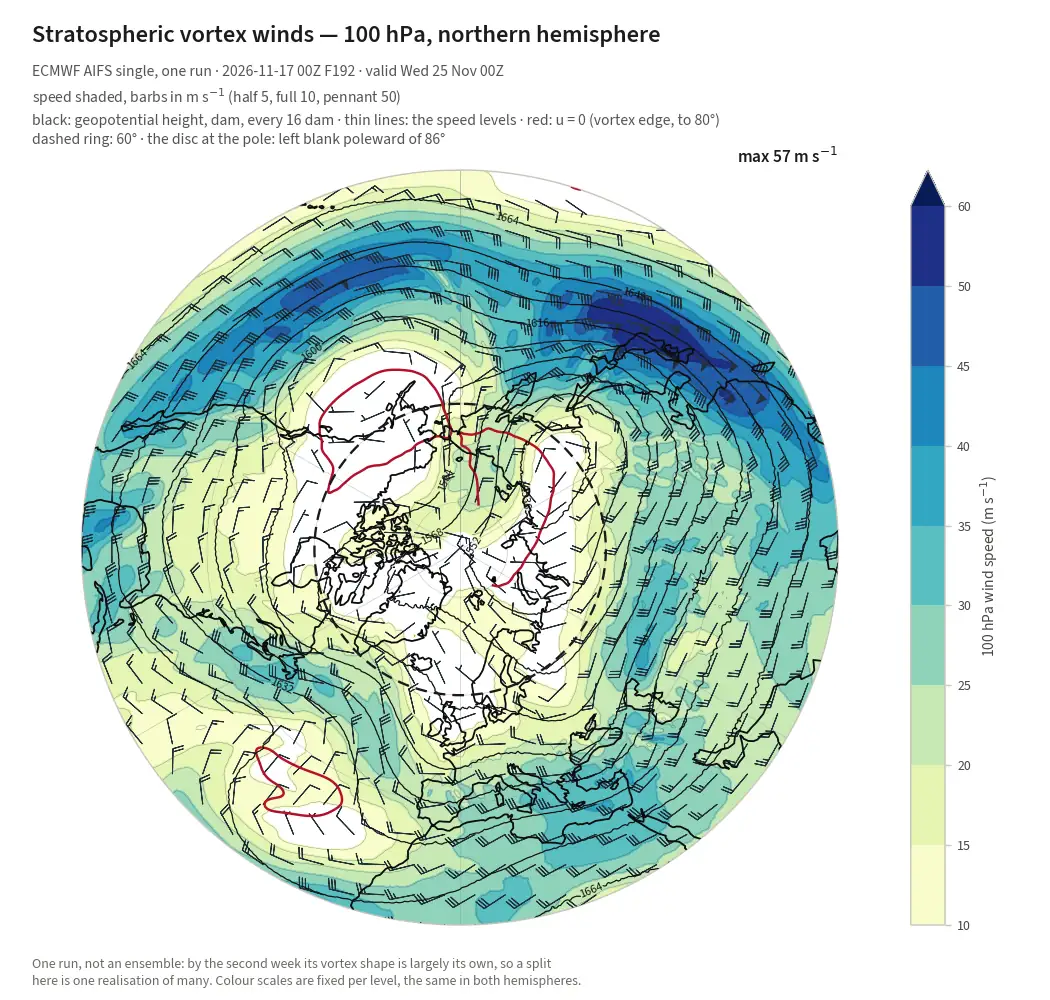 Stratospheric vortex winds — 100 hPa, northern hemisphere
ECMWF AIFS single, one run · 2026-11-17 00Z F192 · valid Wed 25 Nov 00Z
speed shaded, barbs in m s⁻¹ (half 5, full 10, pennant 50)
black: geopotential height, dam, every 16 dam · thin lines: the speed levels · red: u = 0 (vortex edge, to 80°)
dashed ring: 60° · the disc at the pole: left blank poleward of 86°
max 57 m s⁻¹
60
50
45
40
35
30
25
20
15
10
100 hPa wind speed (m s⁻¹)
1664
1616
1664
1600
1568
1632
1664
One run, not an ensemble: by the second week its vortex shape is largely its own, so a split
here is one realisation of many. Colour scales are fixed per level, the same in both hemispheres.